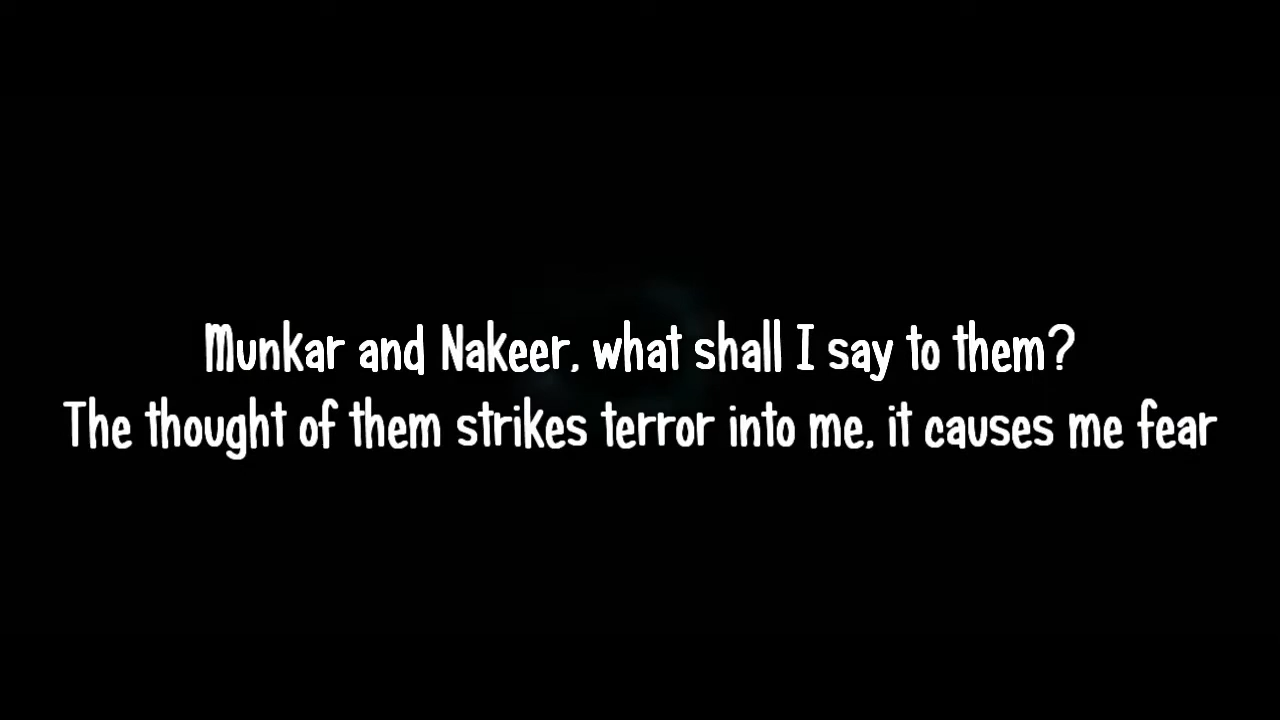 Munkar and Nakeer, what shall I say to them?
The thought of them strikes terror into me, it causes me fear